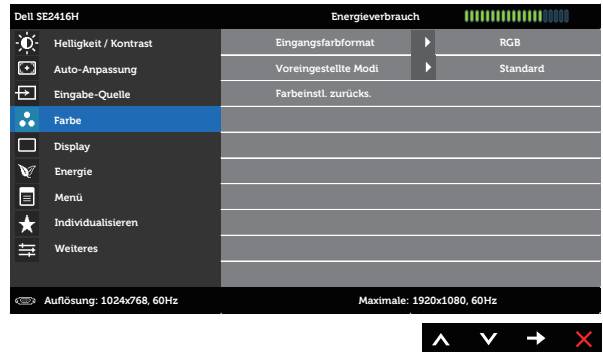 Dell SE2416H Energieverbrauch
Helligkeit / Kontrast
Auto-Anpassung
Eingabe-Quelle
Farbe
Display
Energie
Menü
Individualisieren
Weiteres
Eingangsfarbformat RGB
Voreingestellte Modi Standard
Farbeinstl. zurücks.
Auflösung: 1024x768, 60Hz Maximale: 1920x1080, 60Hz